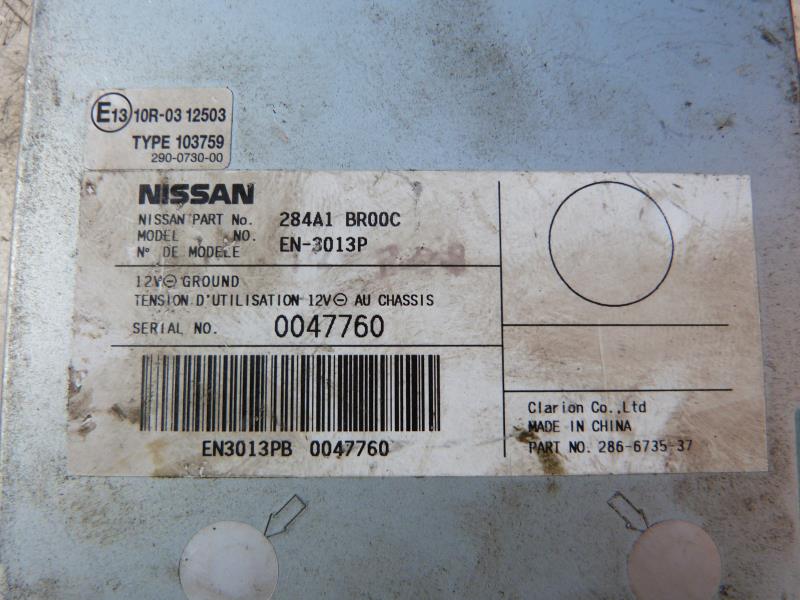 E13 10R-03 12503
TYPE 103759
290-0730-00
NISSAN
NISSAN PART No. 284A1 BR00C
MODEL NO. EN-3013P
N° DE MODELE
12V⊖ GROUND
TENSION D'UTILISATION 12V⊖ AU CHASSIS
SERIAL NO. 0047760
EN3013PB 0047760
Clarion Co.,Ltd
MADE IN CHINA
PART NO. 286-6735-37